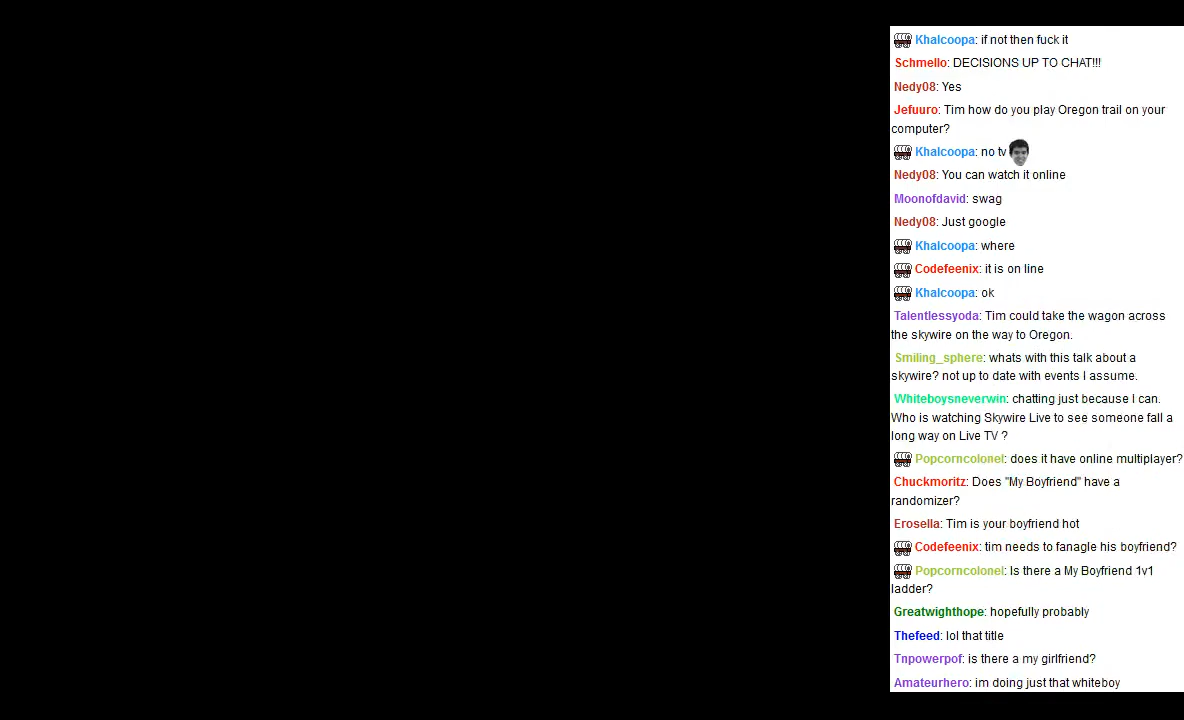 Khalcoopa: if not then fuck it
Schmello: DECISIONS UP TO CHAT!!!
Nedy08: Yes
Jefuuro: Tim how do you play Oregon trail on your
computer?
Khalcoopa: no tv
Nedy08: You can watch it online
Moonofdavid: swag
Nedy08: Just google
Khalcoopa: where
Codefeenix: it is on line
Khalcoopa: ok
Talentlessyoda: Tim could take the wagon across
the skywire on the way to Oregon.
Smiling_sphere: whats with this talk about a
skywire? not up to date with events I assume.
Whiteboysneverwin: chatting just because I can.
Who is watching Skywire Live to see someone fall a
long way on Live TV ?
Popcorncolonel: does it have online multiplayer?
Chuckmoritz: Does "My Boyfriend" have a
randomizer?
Erosella: Tim is your boyfriend hot
Codefeenix: tim needs to fanagle his boyfriend?
Popcorncolonel: Is there a My Boyfriend 1v1
ladder?
Greatwighthope: hopefully probably
Thefeed: lol that title
Tnpowerpof: is there a my girlfriend?
Amateurhero: im doing just that whiteboy